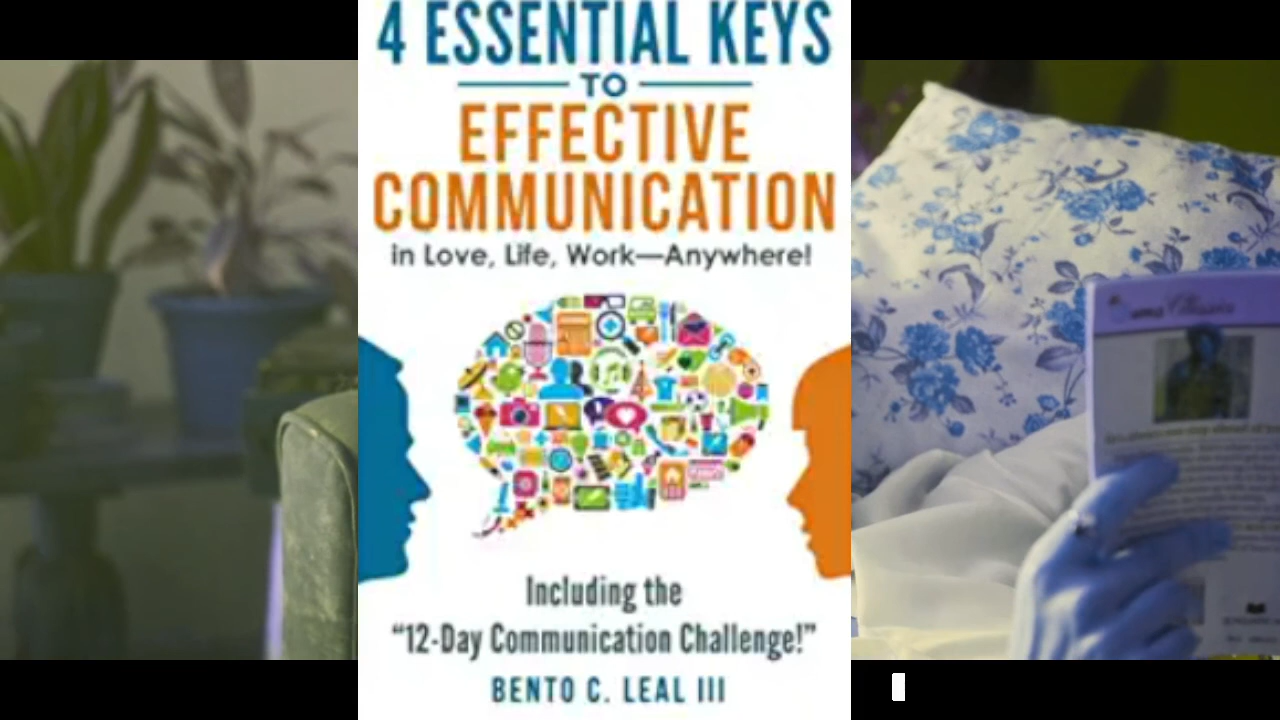 4 ESSENTIAL KEYS
TO
EFFECTIVE
COMMUNICATION
in Love, Life, Work—Anywhere!
Including the
“12-Day Communication Challenge!”
BENTO C. LEAL III
Classics